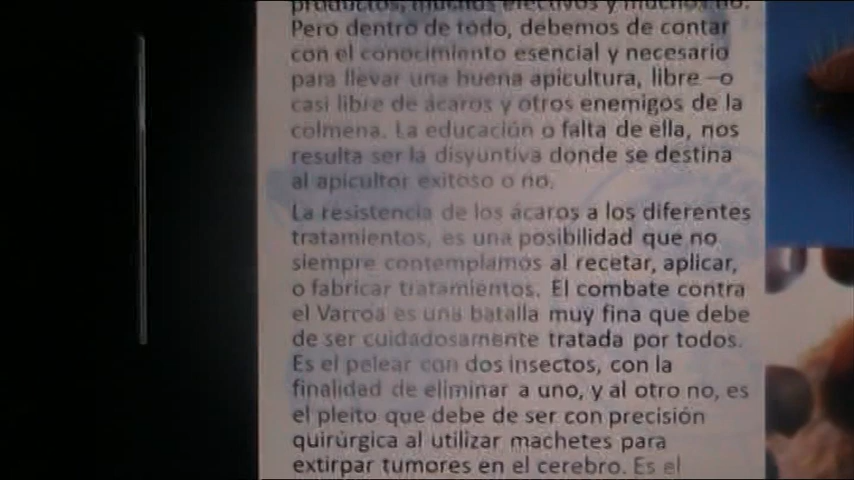 productos, muchos efectivos y muchos no.
Pero dentro de todo, debemos de contar
con el conocimiento esencial y necesario
para llevar una buena apicultura, libre –o
casi libre de ácaros y otros enemigos de la
colmena. La educación o falta de ella, nos
resulta ser la disyuntiva donde se destina
al apicultor exitoso o no.
La resistencia de los ácaros a los diferentes
tratamientos, es una posibilidad que no
siempre contemplamos al recetar, aplicar,
o fabricar tratamientos. El combate contra
el Varroa es una batalla muy fina que debe
de ser cuidadosamente tratada por todos.
Es el pelear con dos insectos, con la
finalidad de eliminar a uno, y al otro no, es
el pleito que debe de ser con precisión
quirúrgica al utilizar machetes para
extirpar tumores en el cerebro. Es el